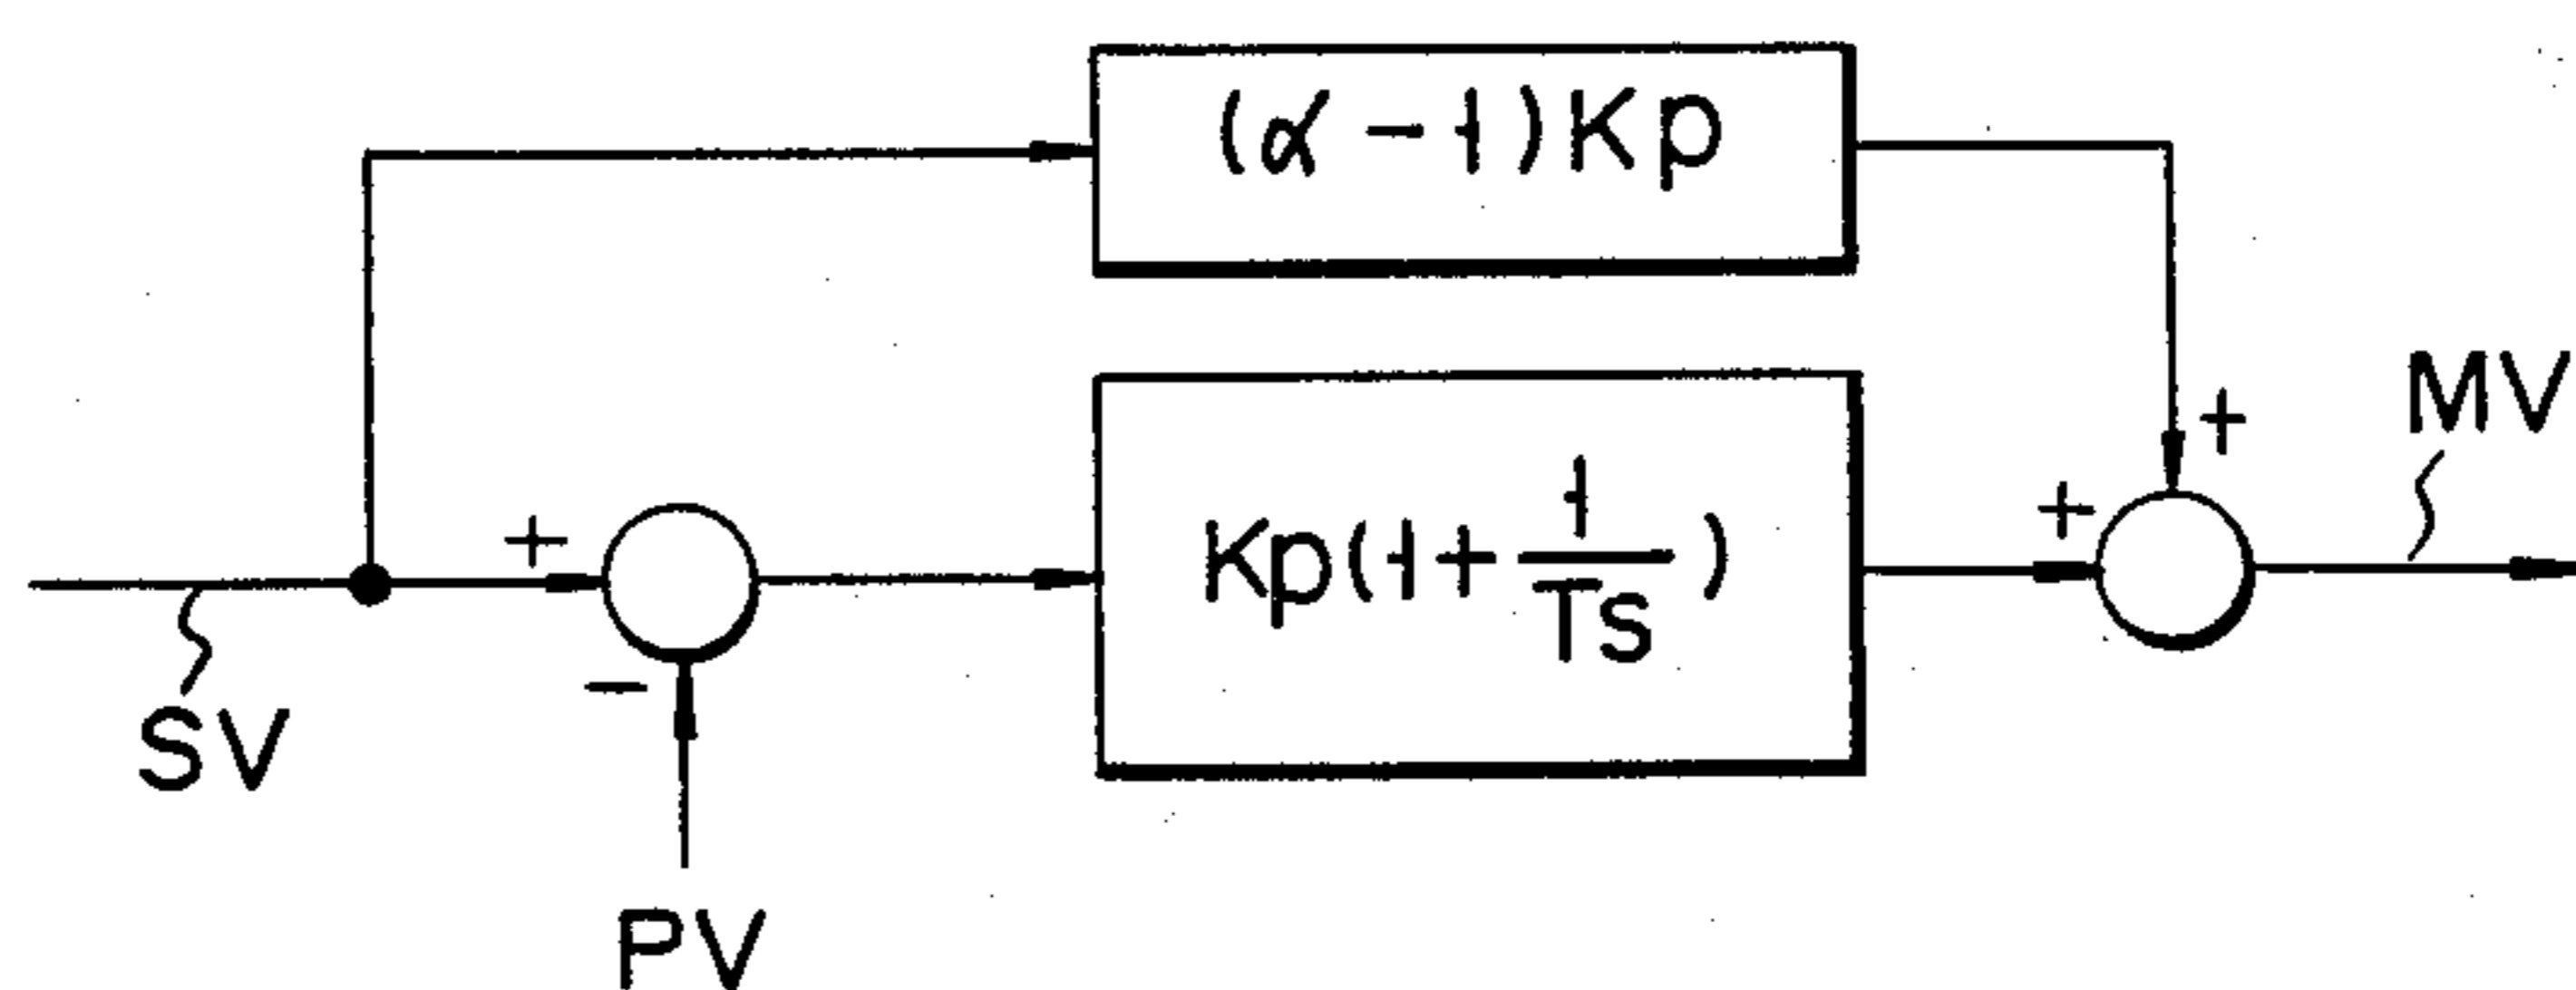 (α - 1) Kp
MV
+
+
+
Kp(1+ 1/Ts )
-
SV
PV